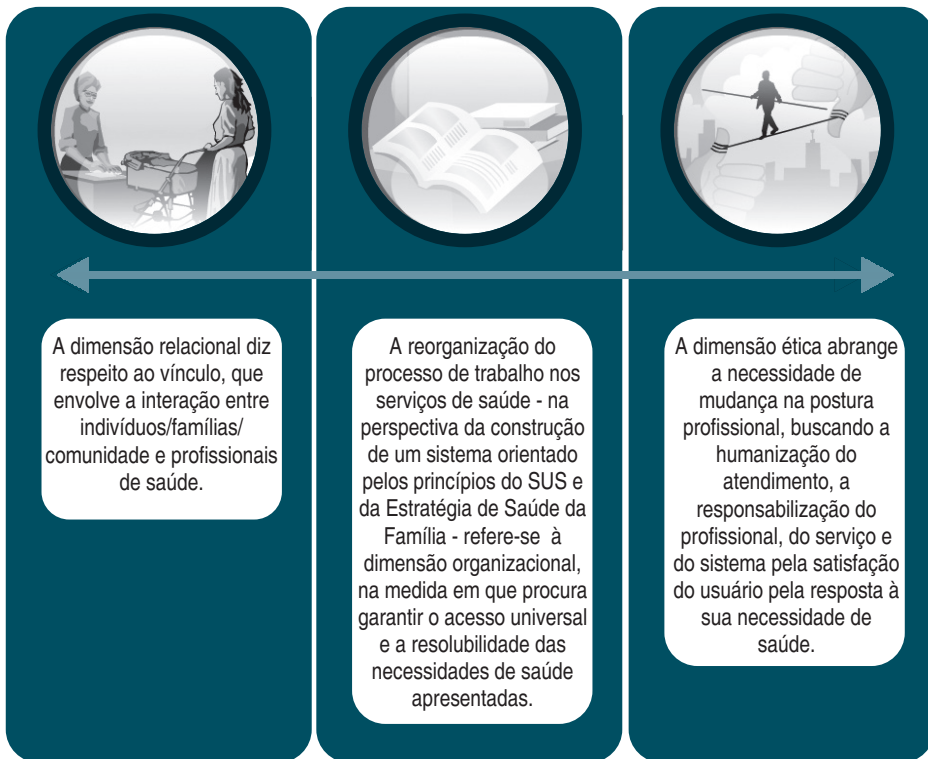 A dimensão relacional diz
respeito ao vínculo, que
envolve a interação entre
indivíduos/famílias/
comunidade e profissionais
de saúde.
A reorganização do
processo de trabalho nos
serviços de saúde - na
perspectiva da construção
de um sistema orientado
pelos princípios do SUS e
da Estratégia de Saúde da
Família - refere-se à
dimensão organizacional,
na medida em que procura
garantir o acesso universal
e a resolubilidade das
necessidades de saúde
apresentadas.
A dimensão ética abrange
a necessidade de
mudança na postura
profissional, buscando a
humanização do
atendimento, a
responsabilização do
profissional, do serviço e
do sistema pela satisfação
do usuário pela resposta à
sua necessidade de
saúde.